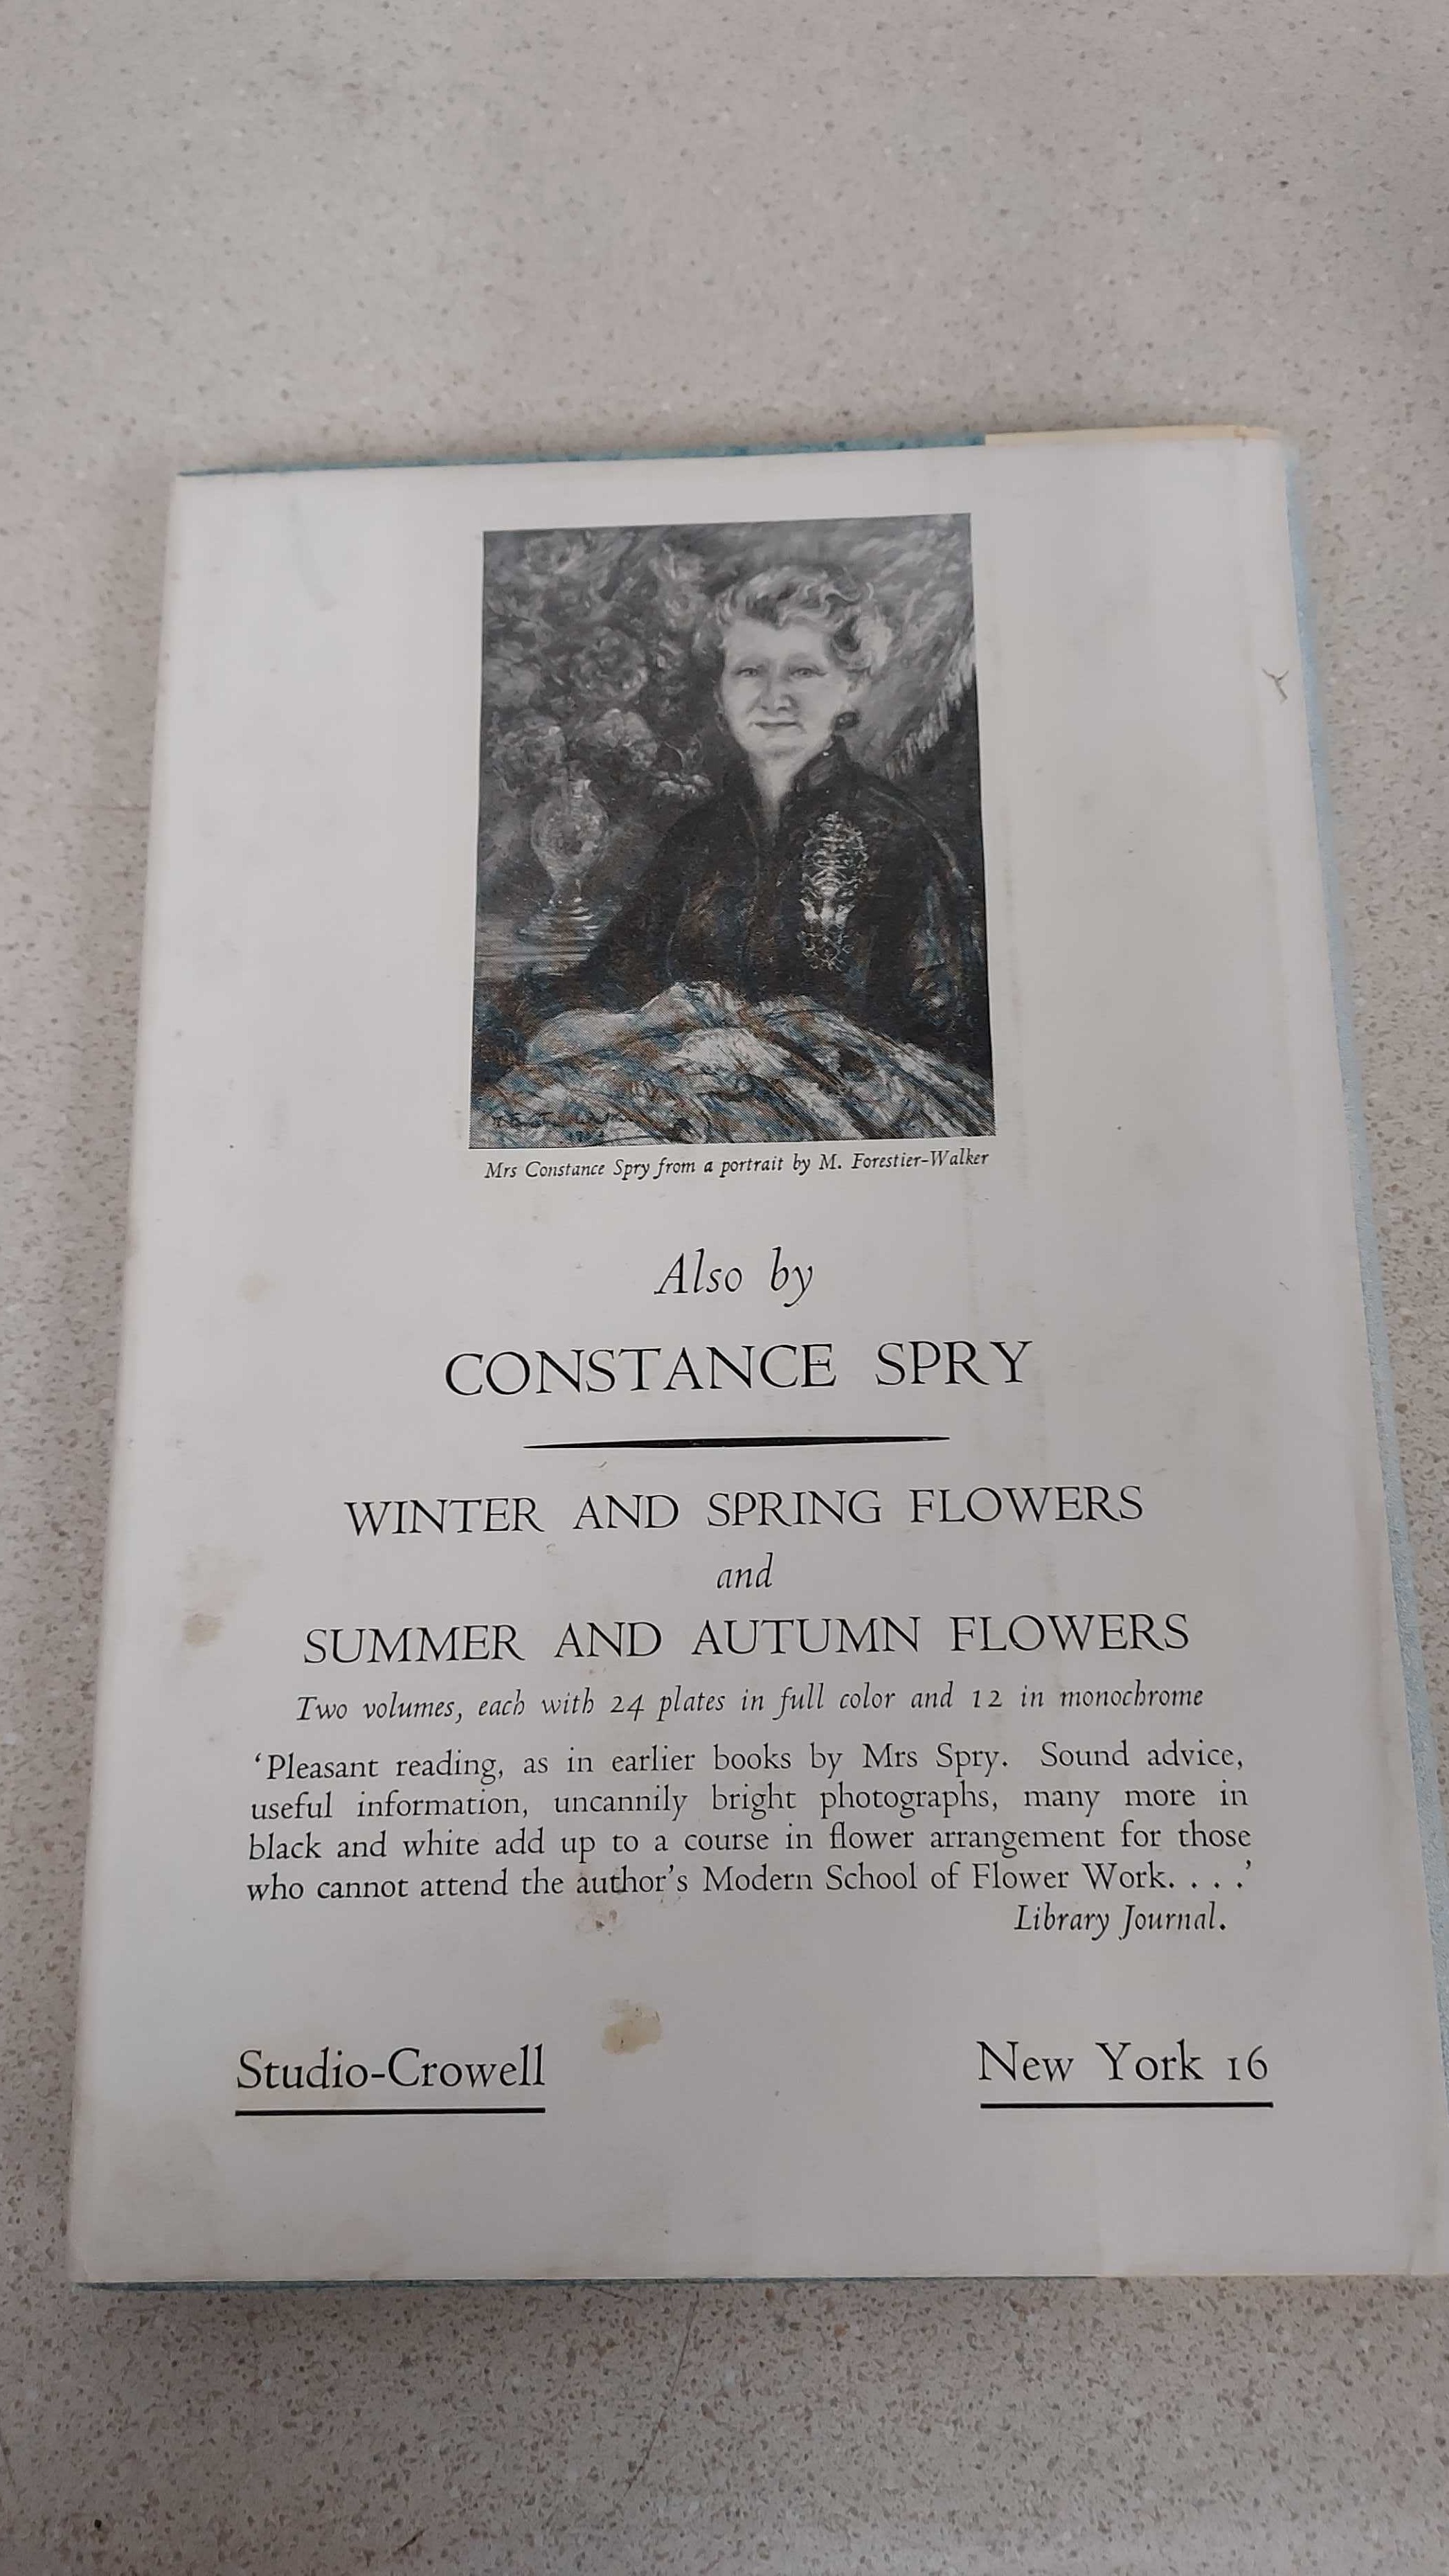 Mrs Constance Spry from a portrait by M. Forestier-Walker
Also by
CONSTANCE SPRY
WINTER AND SPRING FLOWERS
and
SUMMER AND AUTUMN FLOWERS
Two volumes, each with 24 plates in full color and 12 in monochrome
‘Pleasant reading, as in earlier books by Mrs Spry. Sound advice,
useful information, uncannily bright photographs, many more in
black and white add up to a course in flower arrangement for those
who cannot attend the author’s Modern School of Flower Work. . . .’
Library Journal.
Studio-Crowell New York 16